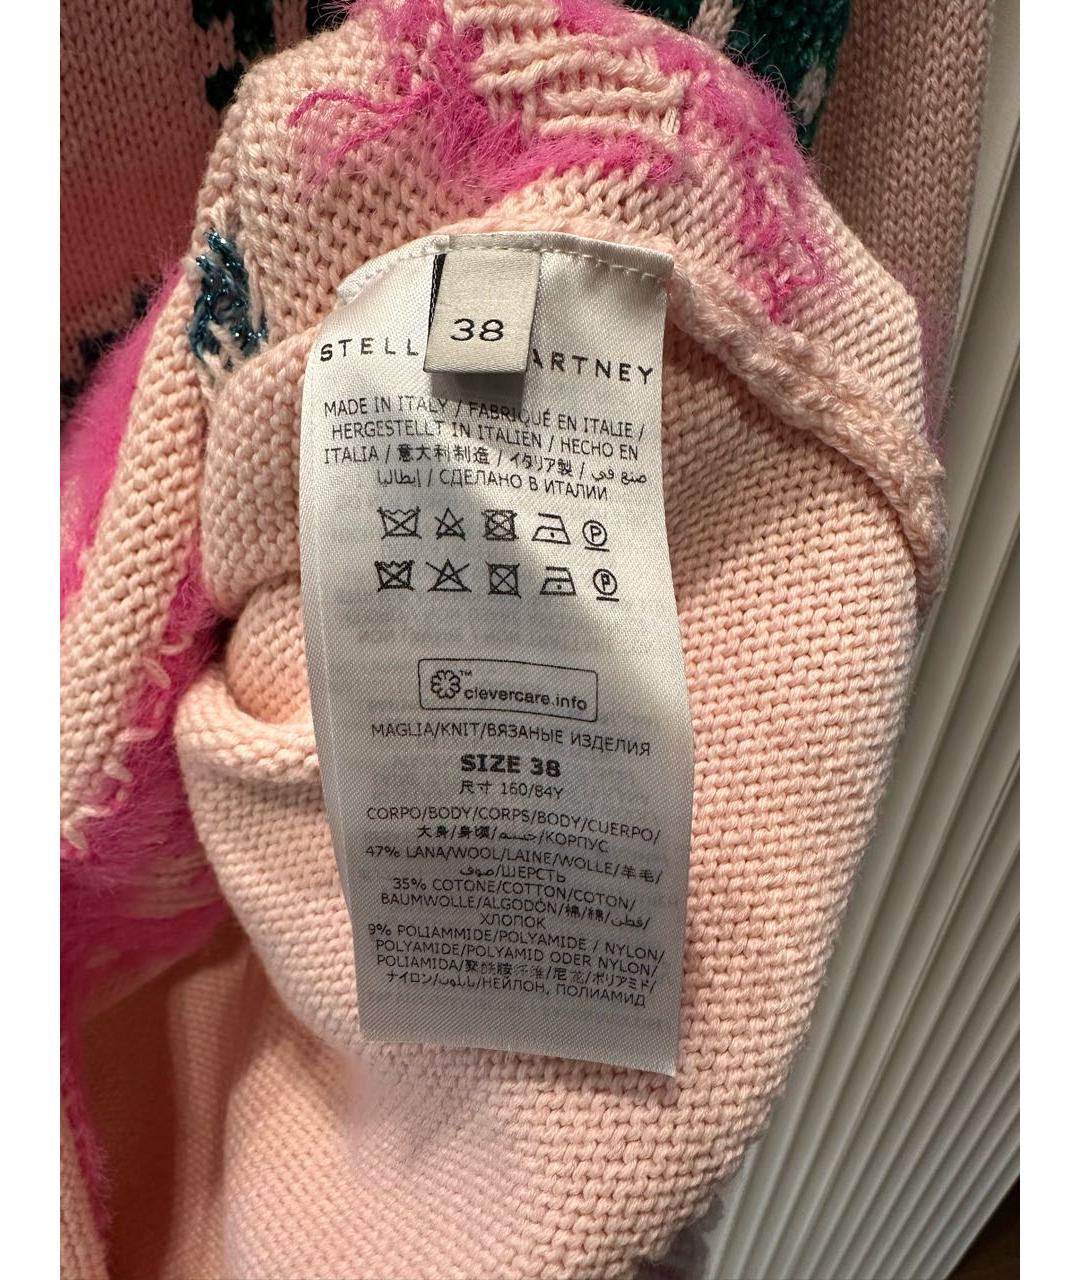 38
STELL ARTNEY
MADE IN ITALY / FABRIQUÉ EN ITALIE /
HERGESTELLT IN ITALIEN / HECHO EN
ITALIA / 意大利制造 / イタリア製 / صنع في
إيطاليا / СДЕЛАНО В ИТАЛИИ
P
P
™
clevercare.info
MAGLIA/KNIT/ВЯЗАНЫЕ ИЗДЕЛИЯ
SIZE 38
尺寸 160/84Y
CORPO/BODY/CORPS/BODY/CUERPO/
大身/身頃/جسم/КОРПУС
47% LANA/WOOL/LAINE/WOLLE/羊毛/
صوف/ШЕРСТЬ
35% COTONE/COTTON/COTON/
BAUMWOLLE/ALGODÓN/棉/綿/قطن/
ХЛОПОК
9% POLIAMMIDE/POLYAMIDE / NYLON/
POLYAMIDE/POLYAMID ODER NYLON/
POLIAMIDA/聚酰胺纤维/尼龙/ポリアミド/
ナイロン/نايلون/НЕЙЛОН, ПОЛИАМИД